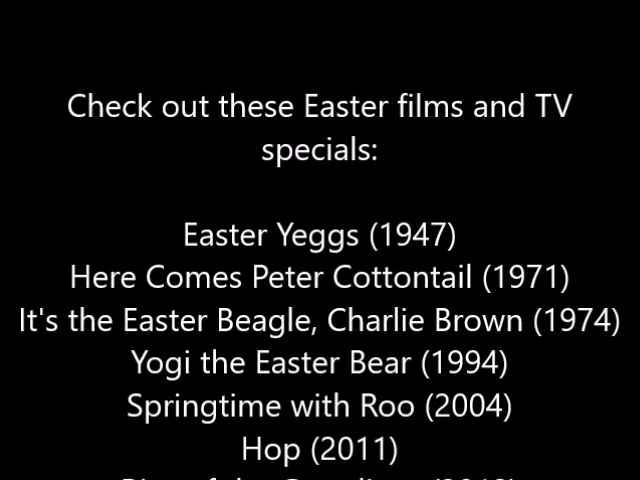 Check out these Easter films and TV
specials:
Easter Yeggs (1947)
Here Comes Peter Cottontail (1971)
It's the Easter Beagle, Charlie Brown (1974)
Yogi the Easter Bear (1994)
Springtime with Roo (2004)
Hop (2011)